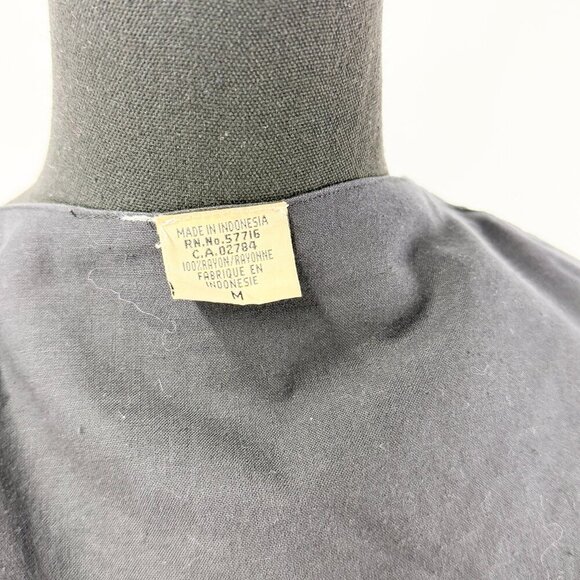 MADE IN INDONESIA
RN.No.57716
C.A.02784
100%RAYON/RAYONNE
FABRIQUE EN
INDONESIE
M